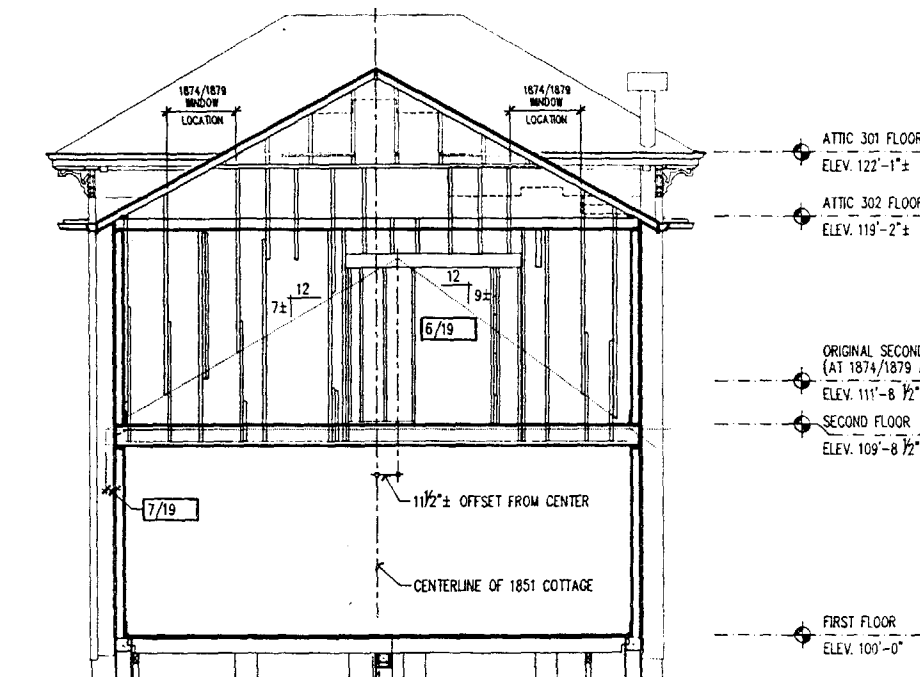 1874/1879
WINDOW
LOCATION
1874/1879
WINDOW
LOCATION
ATTIC 301 FLOOR
ELEV. 122'-1"±
ATTIC 302 FLOOR
ELEV. 119'-2"±
12
7±
12
9±
6/19
ORIGINAL SECOND
(AT 1874/1879
ELEV. 111'-8 1/2"
SECOND FLOOR
ELEV. 109'-8 1/2"
7/19
11 1/2"± OFFSET FROM CENTER
CENTERLINE OF 1851 COTTAGE
FIRST FLOOR
ELEV. 100'-0"